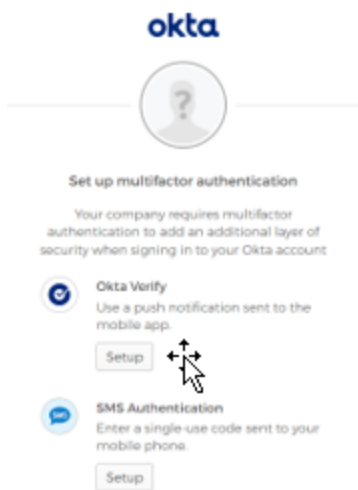 okta
?
Set up multifactor authentication
Your company requires multifactor
authentication to add an additional layer of
security when signing in to your Okta account
Okta Verify
Use a push notification sent to the
mobile app.
Setup
SMS Authentication
SMS
Enter a single-use code sent to your
mobile phone.
Setup